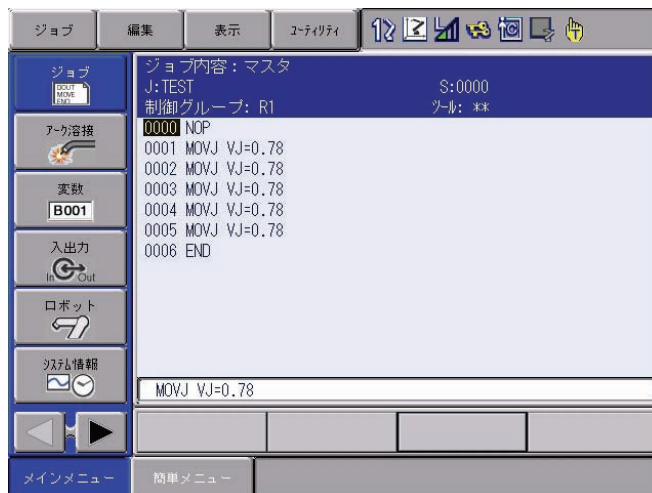 ジョブ
編集
表示
ユーティリティ
ジョブ
DOUT
MOVE
END
アーク溶接
変数
B001
入出力
In Out
ロボット
システム情報
ジョブ内容：マスタ
J:TEST S:0000
制御グループ: R1 ツール: **
0000 NOP
0001 MOVJ VJ=0.78
0002 MOVJ VJ=0.78
0003 MOVJ VJ=0.78
0004 MOVJ VJ=0.78
0005 MOVJ VJ=0.78
0006 END
MOVJ VJ=0.78
メインメニュー
簡単メニュー